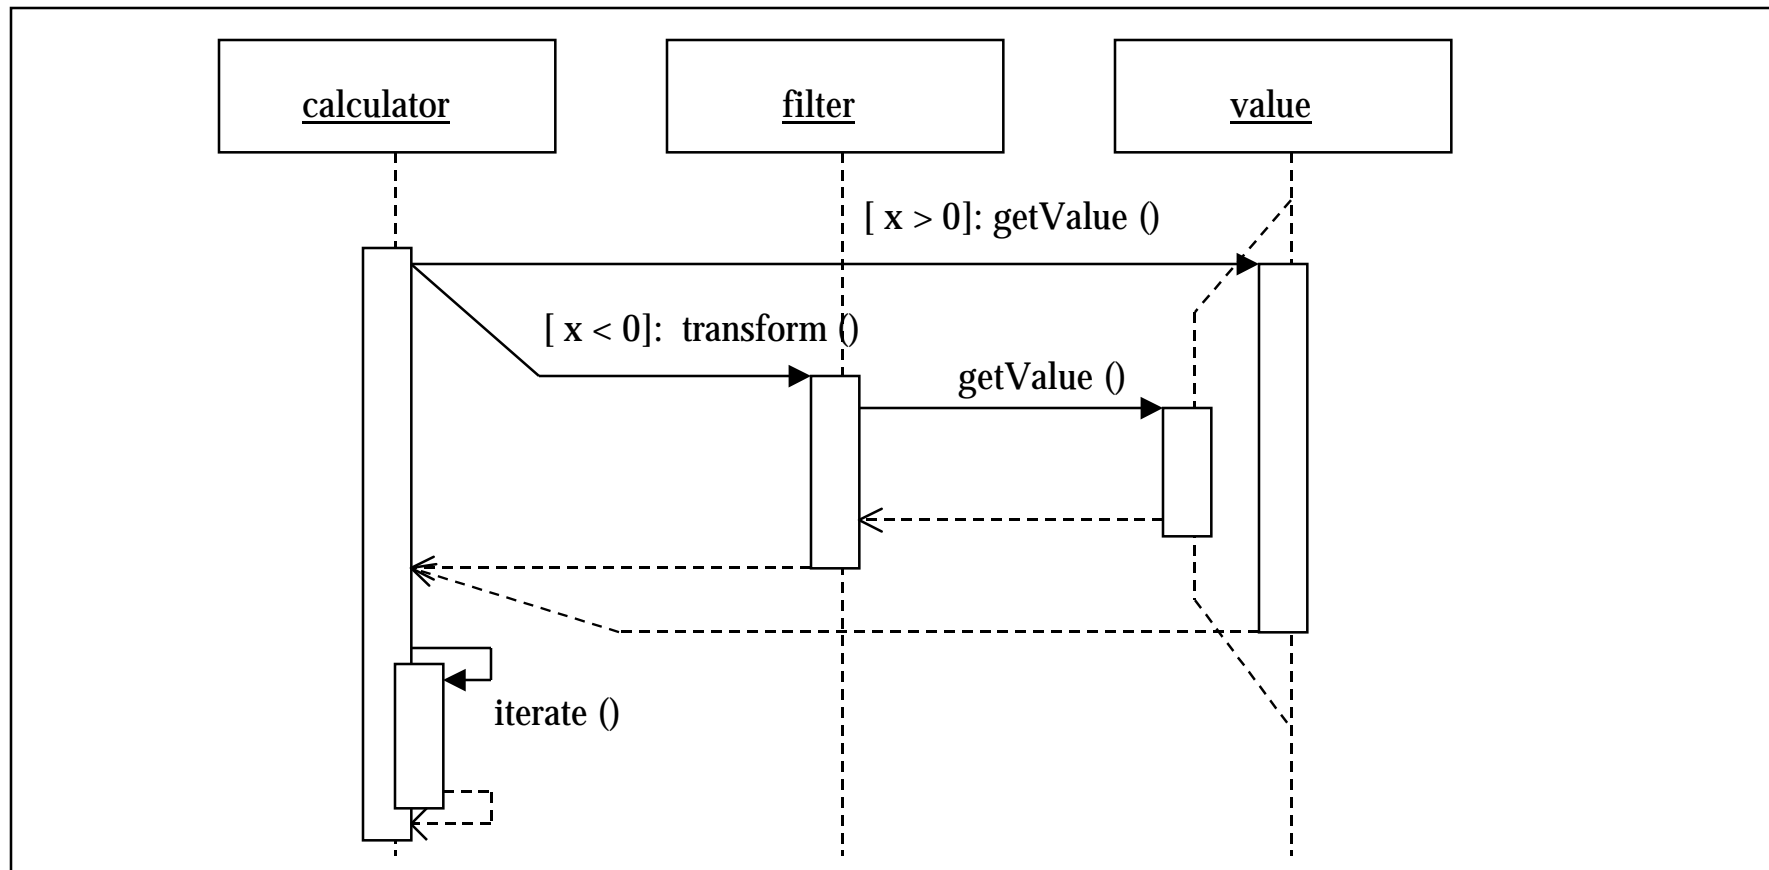 calculator
filter
value
[ x > 0]: getValue ()
[ x < 0]:  transform ()
getValue ()
iterate ()